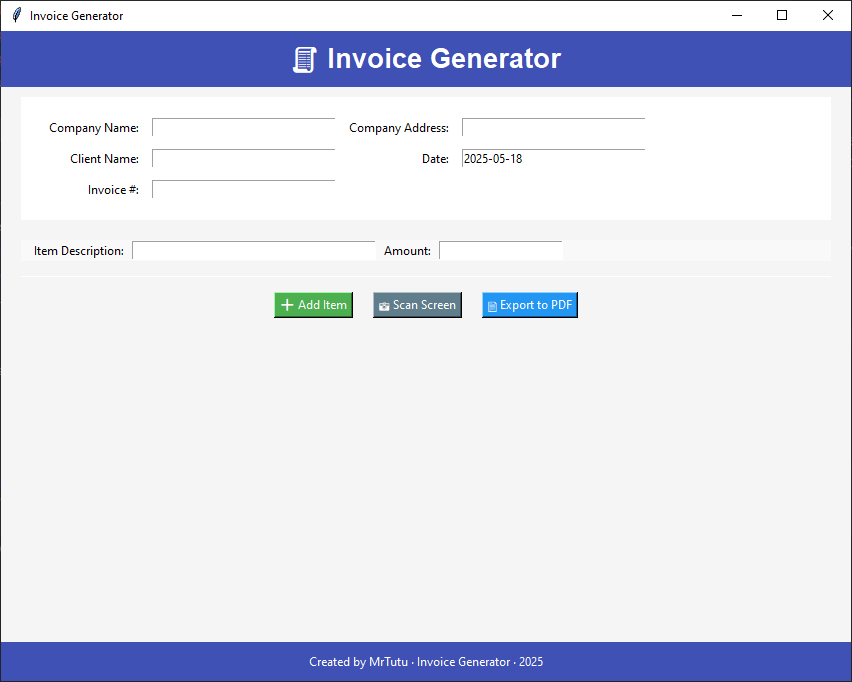 Invoice Generator
Invoice Generator
Company Name: Company Address:
Client Name: Date: 2025-05-18
Invoice #:
Item Description: Amount:
Add Item Scan Screen Export to PDF
Created by MrTutu · Invoice Generator · 2025